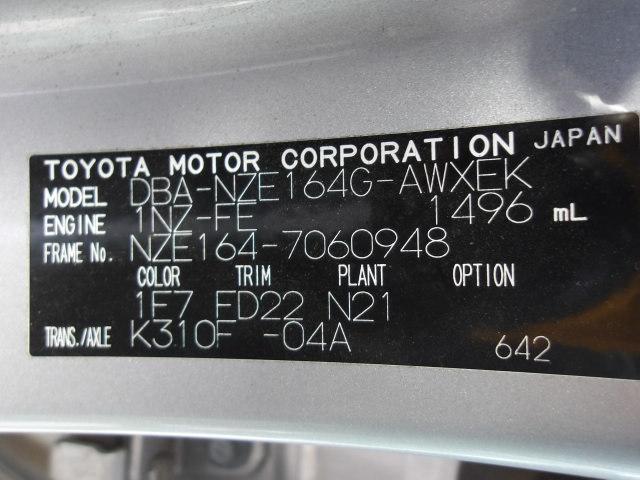 TOYOTA MOTOR CORPORATION JAPAN
MODEL DBA-NZE164G-AWXEK
ENGINE 1NZ-FE 1496 mL
FRAME No. NZE164-7060948
COLOR TRIM PLANT OPTION
1F7 FD22 N21
TRANS./AXLE K310F -04A
642